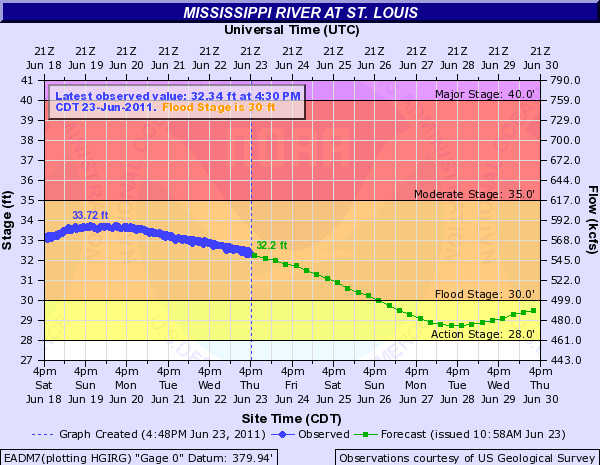 MISSISSIPPI RIVER AT ST. LOUIS
Universal Time (UTC)
21Z 21Z 21Z 21Z 21Z 21Z 21Z 21Z 21Z 21Z 21Z 21Z 21Z
Jun 18 Jun 19 Jun 20 Jun 21 Jun 22 Jun 23 Jun 24 Jun 25 Jun 26 Jun 27 Jun 28 Jun 29 Jun 30
41 790.0
Latest observed value: 32.34 ft at 4:30 PM
CDT 23-Jun-2011. Flood Stage is 30 ft
Major Stage: 40.0'
40 759.0
39 729.0
38 700.0
37 672.0
36 644.0
Moderate Stage: 35.0'
35 617.0
34 592.0
33.72 ft
33 568.0
32.2 ft
32 545.0
31 522.0
Flood Stage: 30.0'
30 499.0
29 480.0
Action Stage: 28.0'
28 461.0
27 443.0
Stage (ft)
Flow (kcfs)
NOAA
4pm 4pm 4pm 4pm 4pm 4pm 4pm 4pm 4pm 4pm 4pm 4pm 4pm
Sat Sun Mon Tue Wed Thu Fri Sat Sun Mon Tue Wed Thu
Jun 18 Jun 19 Jun 20 Jun 21 Jun 22 Jun 23 Jun 24 Jun 25 Jun 26 Jun 27 Jun 28 Jun 29 Jun 30
Site Time (CDT)
Graph Created (4:48PM Jun 23, 2011) Observed Forecast (issued 10:58AM Jun 23)
EADM7(plotting HGIRG) "Gage 0" Datum: 379.94' Observations courtesy of US Geological Survey